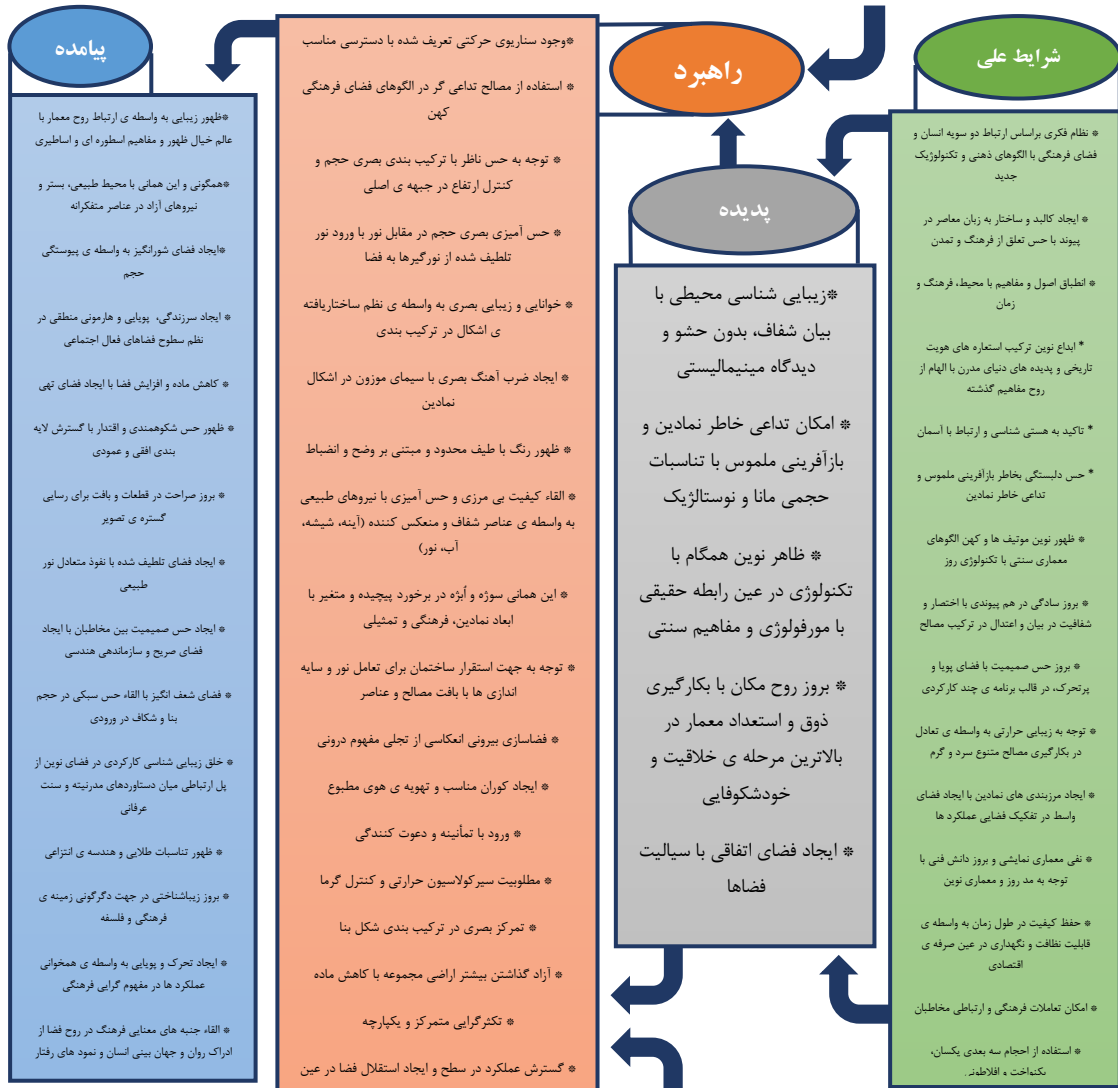 شرایط علی
* نظام فکری براساس ارتباط دو سویه انسان و
فضای فرهنگی با الگوهای ذهنی و تکنولوژیک
جدید
* ایجاد کالبد و ساختار به زبان معاصر در
پیوند با حس تعلق از فرهنگ و تمدن
* انطباق اصول و مفاهیم با محیط، فرهنگ و
زمان
* ابداع نوین ترکیب استعاره های هویت
تاریخی و پدیده های دنیای مدرن با الهام از
روح مفاهیم گذشته
* تاکید به هستی شناسی و ارتباط با آسمان
* حس دلبستگی بخاطر بازآفرینی ملموس و
تداعی خاطر نمادین
* ظهور نوین موتیف ها و کهن الگوهای
معماری سنتی با تکنولوژی روز
* بروز سادگی در هم پیوندی با اختصار و
شفافیت در بیان و اعتدال در ترکیب مصالح
* بروز حس صمیمیت با فضای پویا و
پرتحرک، در قالب برنامه ی چند کارکردی
* توجه به زیبایی حرارتی به واسطه ی تعادل
در بکارگیری مصالح متنوع سرد و گرم
* ایجاد مرزبندی های نمادین با ایجاد فضای
واسط در تفکیک فضایی عملکرد ها
* نفی معماری نمایشی و بروز دانش فنی با
توجه به مد روز و معماری نوین
* حفظ کیفیت در طول زمان به واسطه ی
قابلیت نظافت و نگهداری در عین صرفه ی
اقتصادی
* امکان تعاملات فرهنگی و ارتباطی مخاطبان
* استفاده از احجام سه بعدی یکسان،
یکنواخت و افلاطونی
راهبرد
پدیده
*زیبایی شناسی محیطی با
بیان شفاف، بدون حشو و
دیدگاه مینیمالیستی
* امکان تداعی خاطر نمادین و
بازآفرینی ملموس با تناسبات
حجمی مانا و نوستالژیک
* ظاهر نوین همگام با
تکنولوژی در عین رابطه حقیقی
با مورفولوژی و مفاهیم سنتی
* بروز روح مکان با بکارگیری
ذوق و استعداد معمار در
بالاترین مرحله ی خلاقیت و
خودشکوفایی
* ایجاد فضای اتفاقی با سیالیت
فضاها
*وجود سناریوی حرکتی تعریف شده با دسترسی مناسب
* استفاده از مصالح تداعی گر در الگوهای فضای فرهنگی
کهن
* توجه به حس ناظر با ترکیب بندی بصری حجم و
کنترل ارتفاع در جبهه ی اصلی
* حس آمیزی بصری حجم در مقابل نور با ورود نور
تلطیف شده از نورگیرها به فضا
* خوانایی و زیبایی بصری به واسطه ی نظم ساختاریافته
ی اشکال در ترکیب بندی
* ایجاد ضرب آهنگ بصری با سیمای موزون در اشکال
نمادین
* ظهور رنگ با طیف محدود و مبتنی بر وضح و انضباط
* القاء کیفیت بی مرزی و حس آمیزی با نیروهای طبیعی
به واسطه ی عناصر شفاف و منعکس کننده (آینه، شیشه،
آب، نور)
* این همانی سوژه و اُبژه در برخورد پیچیده و متغیر با
ابعاد نمادین، فرهنگی و تمثیلی
* توجه به جهت استقرار ساختمان برای تعامل نور و سایه
اندازی ها با بافت مصالح و عناصر
* فضاسازی بیرونی انعکاسی از تجلی مفهوم درونی
* ایجاد کوران مناسب و تهویه ی هوی مطبوع
* ورود با تمأنینه و دعوت کنندگی
* مطلوبیت سیرکولاسیون حرارتی و کنترل گرما
* تمرکز بصری در ترکیب بندی شکل بنا
* آزاد گذاشتن بیشتر اراضی مجموعه با کاهش ماده
* تکثرگرایی متمرکز و یکپارچه
* گسترش عملکرد در سطح و ایجاد استقلال فضا در عین
پیامده
*ظهور زیبایی به واسطه ی ارتباط روح معمار با
عالم خیال ظهور و مفاهیم اسطوره ای و اساطیری
*همگونی و این همانی با محیط طبیعی، بستر و
نیروهای آزاد در عناصر متفکرانه
*ایجاد فضای شورانگیز به واسطه ی پیوستگی
حجم
* ایجاد سرزندگی، پویایی و هارمونی منطقی در
نظم سطوح فضاهای فعال اجتماعی
* کاهش ماده و افزایش فضا با ایجاد فضای تهی
* ظهور حس شکوهمندی و اقتدار با گسترش لایه
بندی افقی و عمودی
* بروز صراحت در قطعات و بافت برای رسایی
گستره ی تصویر
* ایجاد فضای تلطیف شده با نفوذ متعادل نور
طبیعی
* ایجاد حس صمیمیت بین مخاطبان با ایجاد
فضای صریح و سازماندهی هندسی
* فضای شعف انگیز با القاء حس سبکی در حجم
بنا و شکاف در ورودی
* خلق زیبایی شناسی کارکردی در فضای نوین از
پل ارتباطی میان دستاوردهای مدرنیته و سنت
عرفانی
* ظهور تناسبات طلایی و هندسه ی انتزاعی
* بروز زیباشناختی در جهت دگرگونی زمینه ی
فرهنگی و فلسفه
* ایجاد تحرک و پویایی به واسطه ی همخوانی
عملکرد ها در مفهوم گرایی فرهنگی
* القاء جنبه های معنایی فرهنگ در روح فضا از
ادراک روان و جهان بینی انسان و نمود های رفتار